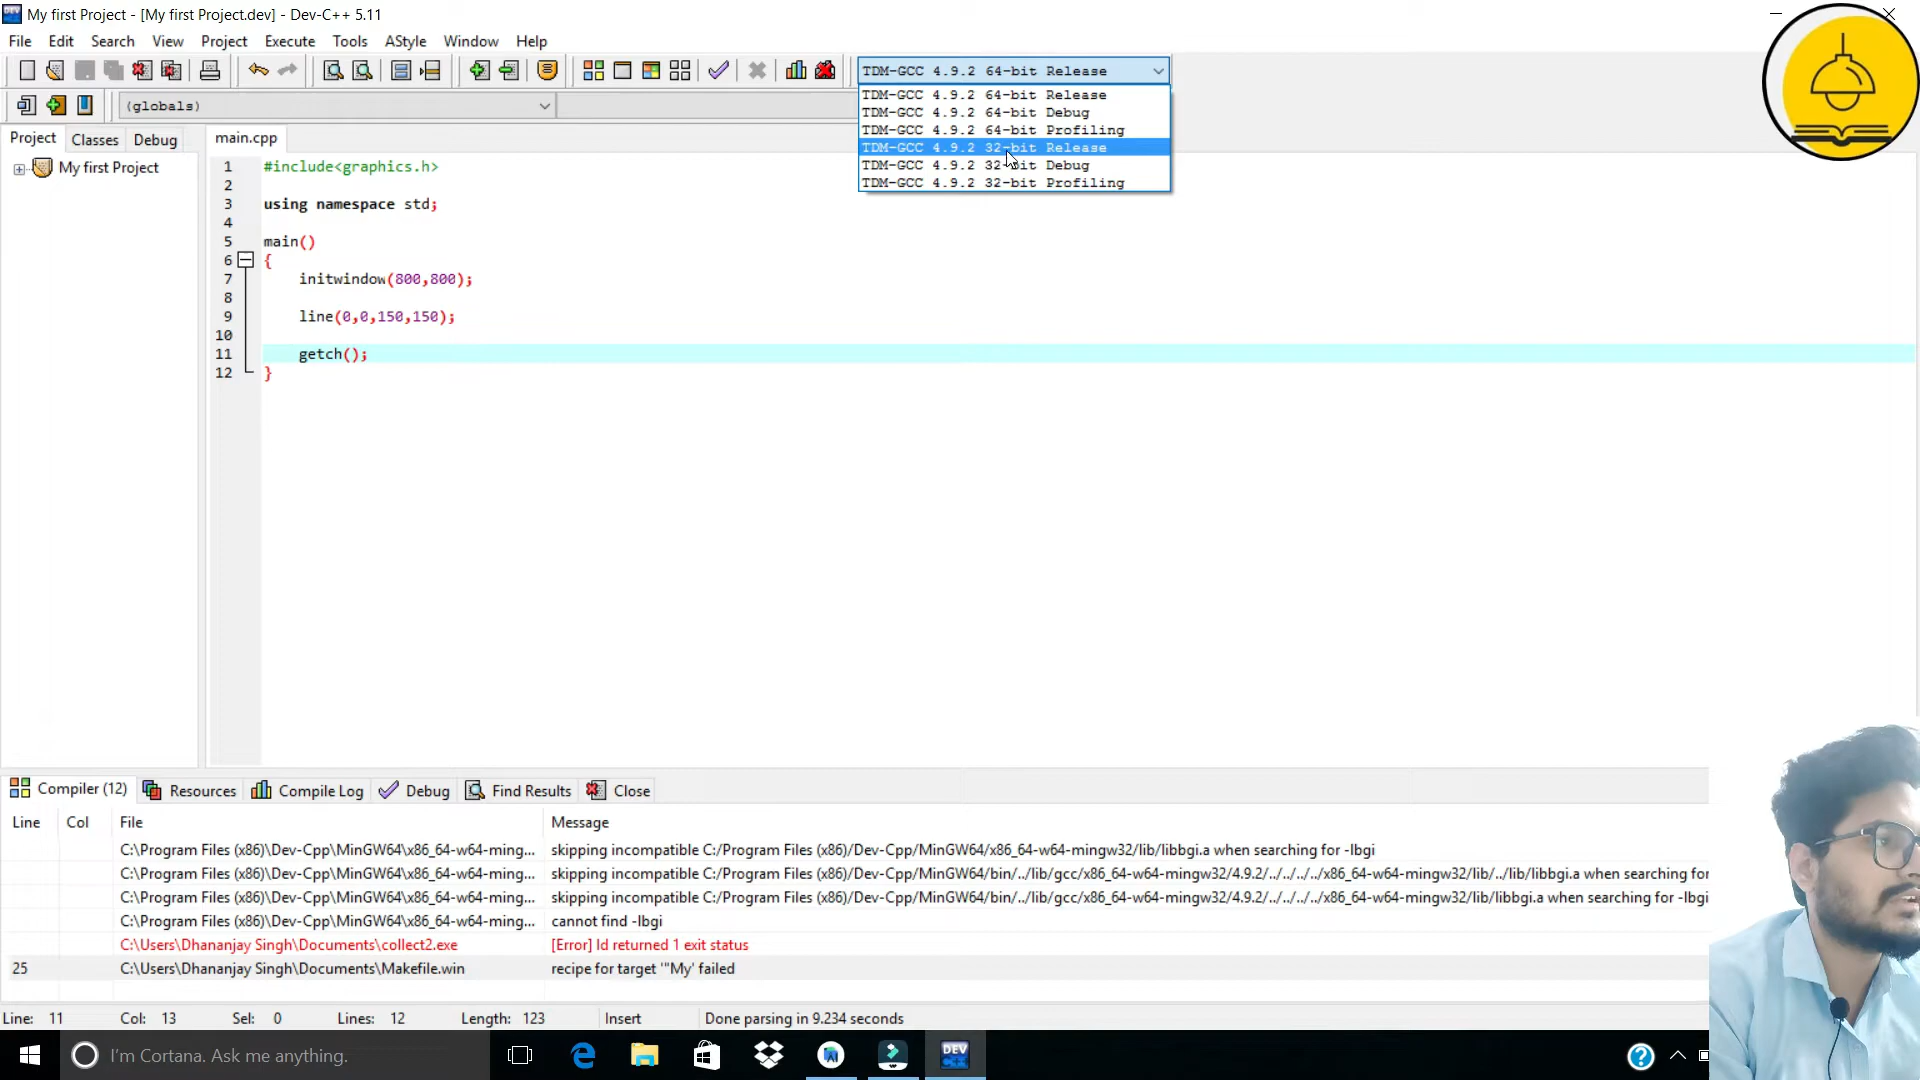 My first Project - [My first Project.dev] - Dev-C++ 5.11
File Edit Search View Project Execute Tools AStyle Window Help
TDM-GCC 4.9.2 64-bit Release
(globals)
TDM-GCC 4.9.2 64-bit Release
TDM-GCC 4.9.2 64-bit Debug
TDM-GCC 4.9.2 64-bit Profiling
TDM-GCC 4.9.2 32-bit Release
TDM-GCC 4.9.2 32-bit Debug
TDM-GCC 4.9.2 32-bit Profiling
Project Classes Debug main.cpp
My first Project
1 #include<graphics.h>
2
3 using namespace std;
4
5 main()
6 {
7 initwindow(800,800);
8
9 line(0,0,150,150);
10
11 getch();
12 }
Compiler (12) Resources Compile Log Debug Find Results Close
Line Col File Message
C:\Program Files (x86)\Dev-Cpp\MinGW64\x86_64-w64-ming... skipping incompatible C:/Program Files (x86)/Dev-Cpp/MinGW64/x86_64-w64-mingw32/lib/libbgi.a when searching for -lbgi
C:\Program Files (x86)\Dev-Cpp\MinGW64\x86_64-w64-ming... skipping incompatible C:/Program Files (x86)/Dev-Cpp/MinGW64/bin/../lib/gcc/x86_64-w64-mingw32/4.9.2/../../../../x86_64-w64-mingw32/lib/../lib/libbgi.a when searching for
C:\Program Files (x86)\Dev-Cpp\MinGW64\x86_64-w64-ming... skipping incompatible C:/Program Files (x86)/Dev-Cpp/MinGW64/bin/../lib/gcc/x86_64-w64-mingw32/4.9.2/../../../../x86_64-w64-mingw32/lib/libbgi.a when searching for -lbgi
C:\Program Files (x86)\Dev-Cpp\MinGW64\x86_64-w64-ming... cannot find -lbgi
C:\Users\Dhananjay Singh\Documents\collect2.exe [Error] ld returned 1 exit status
25 C:\Users\Dhananjay Singh\Documents\Makefile.win recipe for target '"My' failed
Line: 11 Col: 13 Sel: 0 Lines: 12 Length: 123 Insert Done parsing in 9.234 seconds
I'm Cortana. Ask me anything.
DEV C++